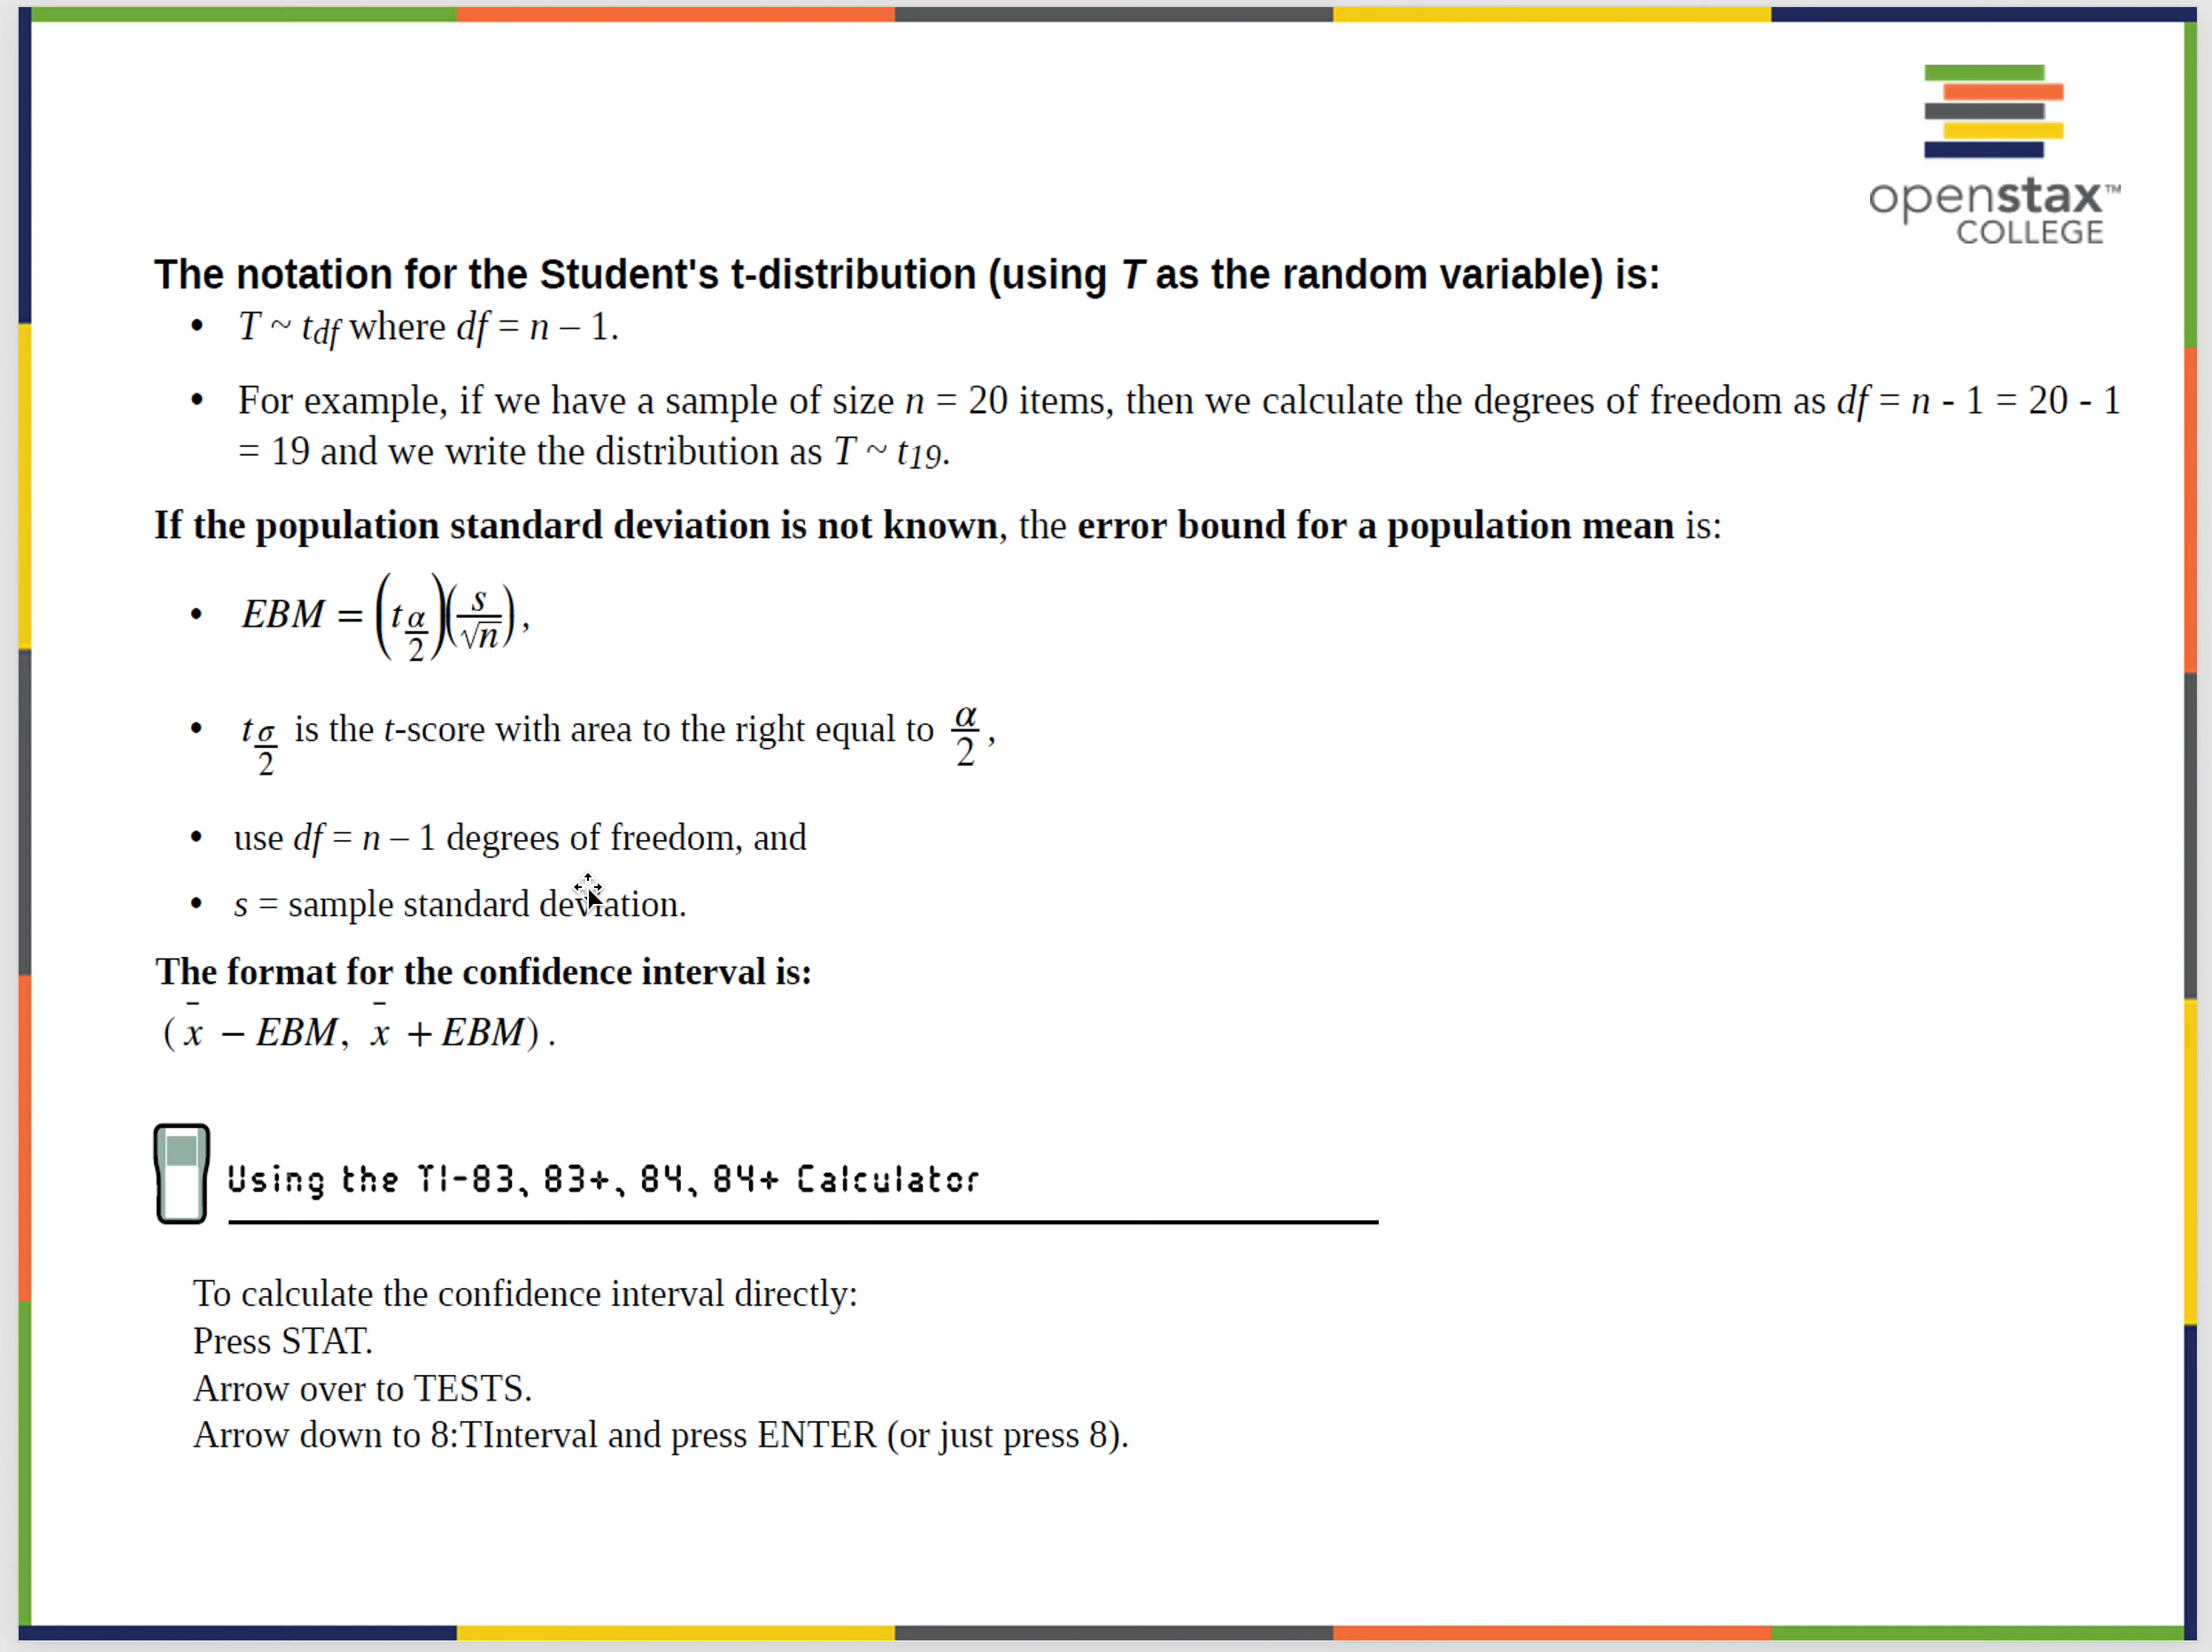 openstax™
COLLEGE
The notation for the Student's t-distribution (using T as the random variable) is:
• T ~ tdf where df = n – 1.
• For example, if we have a sample of size n = 20 items, then we calculate the degrees of freedom as df = n - 1 = 20 - 1
= 19 and we write the distribution as T ~ t19.
If the population standard deviation is not known, the error bound for a population mean is:
• EBM = (t α/2)(s/√n),
• t σ/2 is the t-score with area to the right equal to α/2,
• use df = n – 1 degrees of freedom, and
• s = sample standard deviation.
The format for the confidence interval is:
(x̄ − EBM, x̄ + EBM).
Using the TI-83, 83+, 84, 84+ Calculator
To calculate the confidence interval directly:
Press STAT.
Arrow over to TESTS.
Arrow down to 8:TInterval and press ENTER (or just press 8).